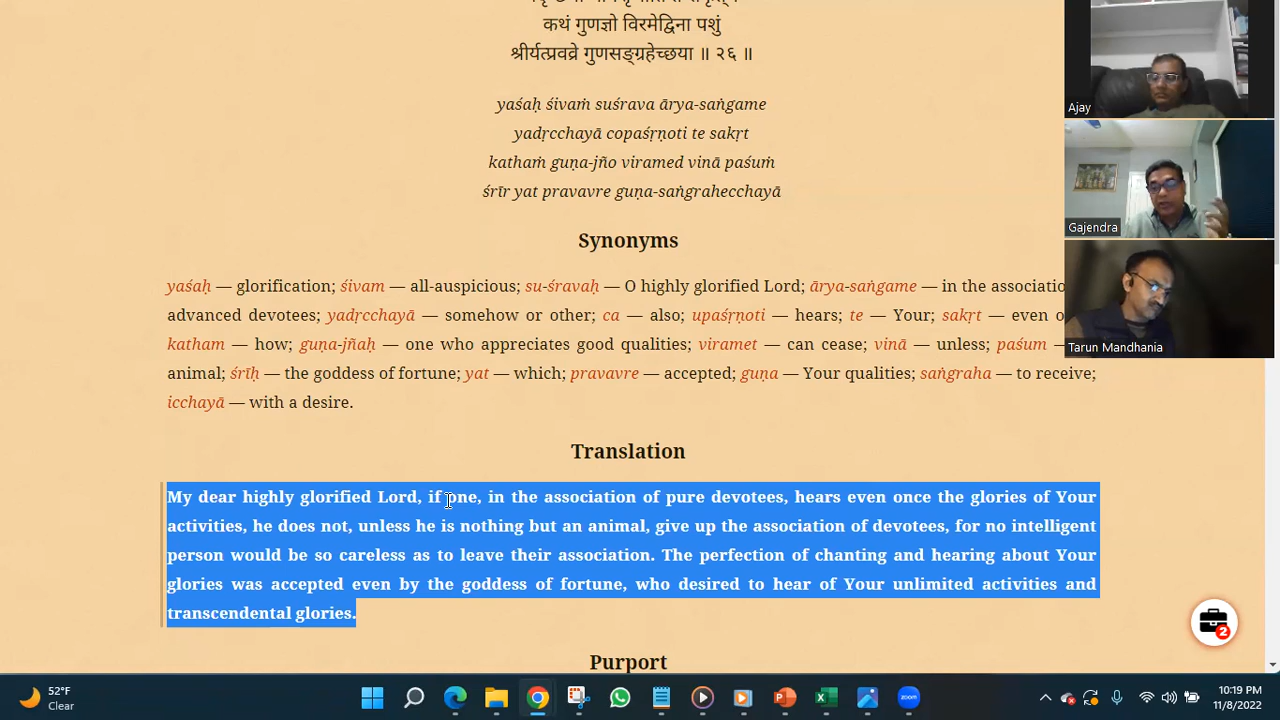 कथं गुणज्ञो विरमेद्विना पशुं
श्रीर्यत्प्रवव्रे गुणसङ्ग्रहेच्छया ॥ २६ ॥
yaśaḥ śivaṁ suśrava ārya-saṅgame
yadṛcchayā copaśṛṇoti te sakṛt
kathaṁ guṇa-jño viramed vinā paśuṁ
śrīr yat pravavre guṇa-saṅgrahecchayā
Synonyms
yaśaḥ — glorification; śivam — all-auspicious; su-śravaḥ — O highly glorified Lord; ārya-saṅgame — in the
advanced devotees; yadṛcchayā — somehow or other; ca — also; upaśṛṇoti — hears; te — Your; sakṛt — even
katham — how; guṇa-jñaḥ — one who appreciates good qualities; viramet — can cease; vinā — unless; paśum —
animal; śrīḥ — the goddess of fortune; yat — which; pravavre — accepted; guṇa — Your qualities; saṅgraha — to receive;
icchayā — with a desire.
Translation
My dear highly glorified Lord, if one, in the association of pure devotees, hears even once the glories of Your
activities, he does not, unless he is nothing but an animal, give up the association of devotees, for no intelligent
person would be so careless as to leave their association. The perfection of chanting and hearing about Your
glories was accepted even by the goddess of fortune, who desired to hear of Your unlimited activities and
transcendental glories.
Purport
Ajay
Gajendra
Tarun Mandhania
2
52°F
Clear
10:19 PM
11/8/2022